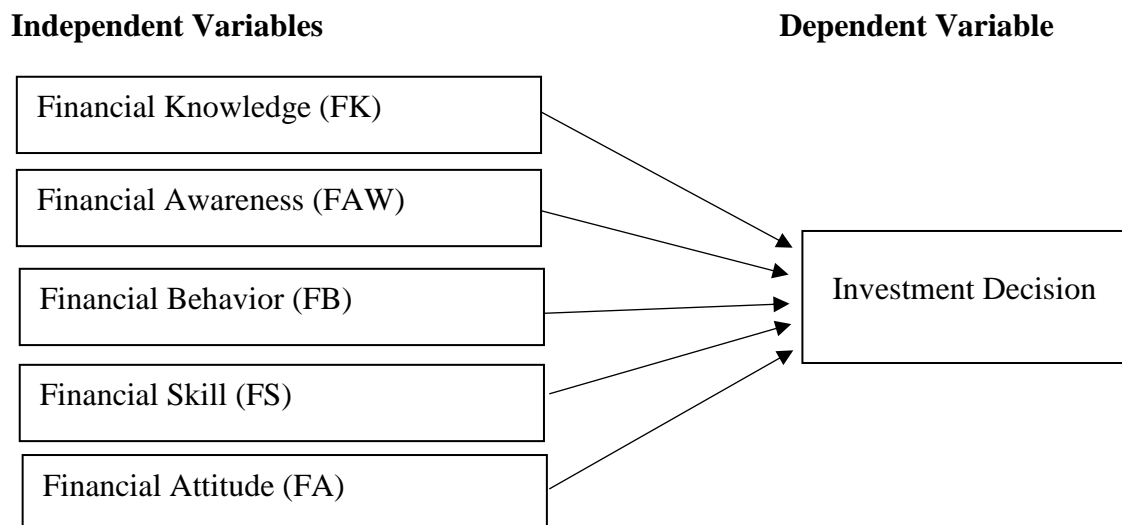 Independent Variables
Dependent Variable
Financial Knowledge (FK)
Financial Awareness (FAW)
Financial Behavior (FB)
Investment Decision
Financial Skill (FS)
Financial Attitude (FA)